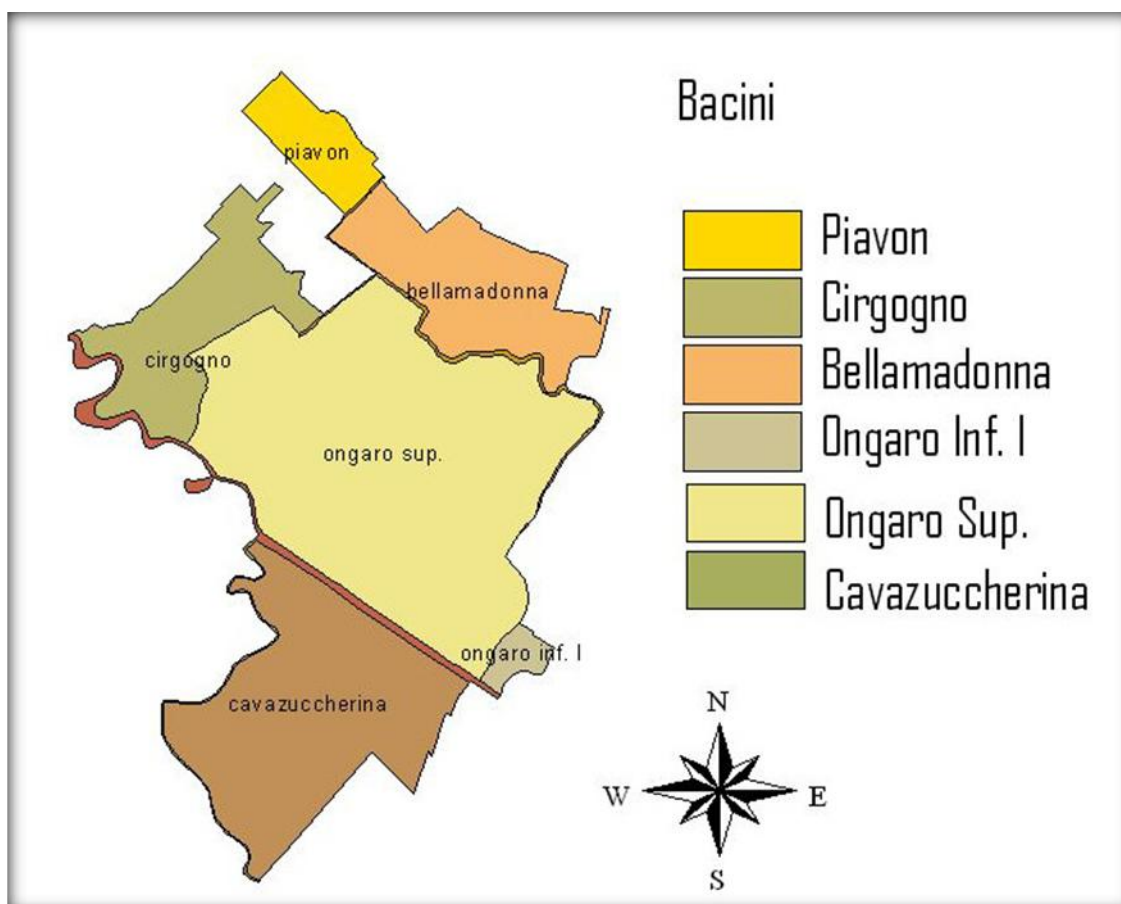 Bacini
piavon
Piavon
Cirgogno
bellamadonna
cirgogno
Bellamadonna
Ongaro Inf. I
ongaro sup.
Ongaro Sup.
Cavazuccherina
ongaro inf. I
cavazuccherina
N
W
E
S